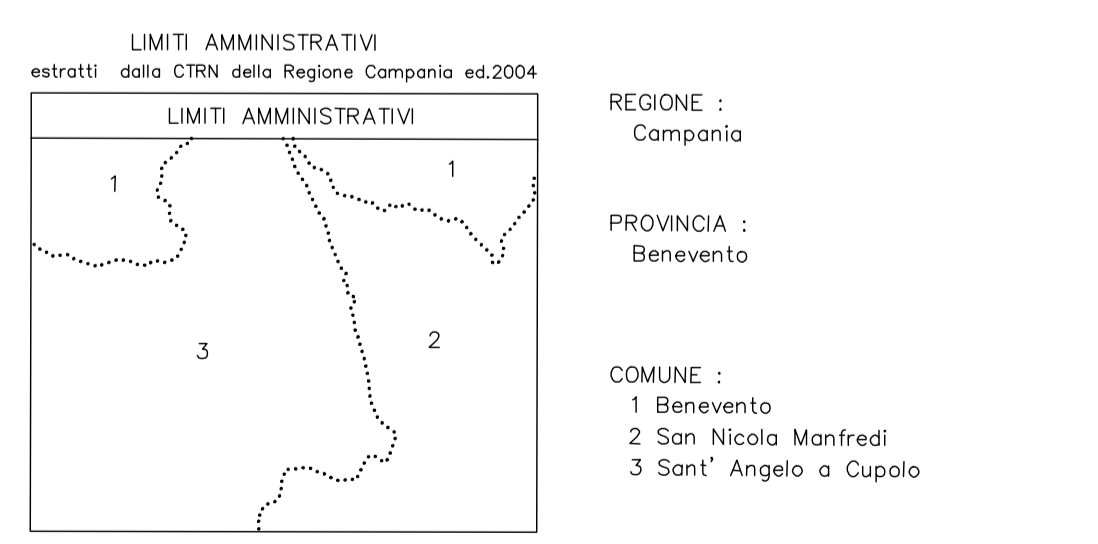 LIMITI AMMINISTRATIVI
estratti dalla CTRN della Regione Campania ed.2004
LIMITI AMMINISTRATIVI
1
1
3
2
REGIONE :
Campania
PROVINCIA :
Benevento
COMUNE :
1 Benevento
2 San Nicola Manfredi
3 Sant' Angelo a Cupolo